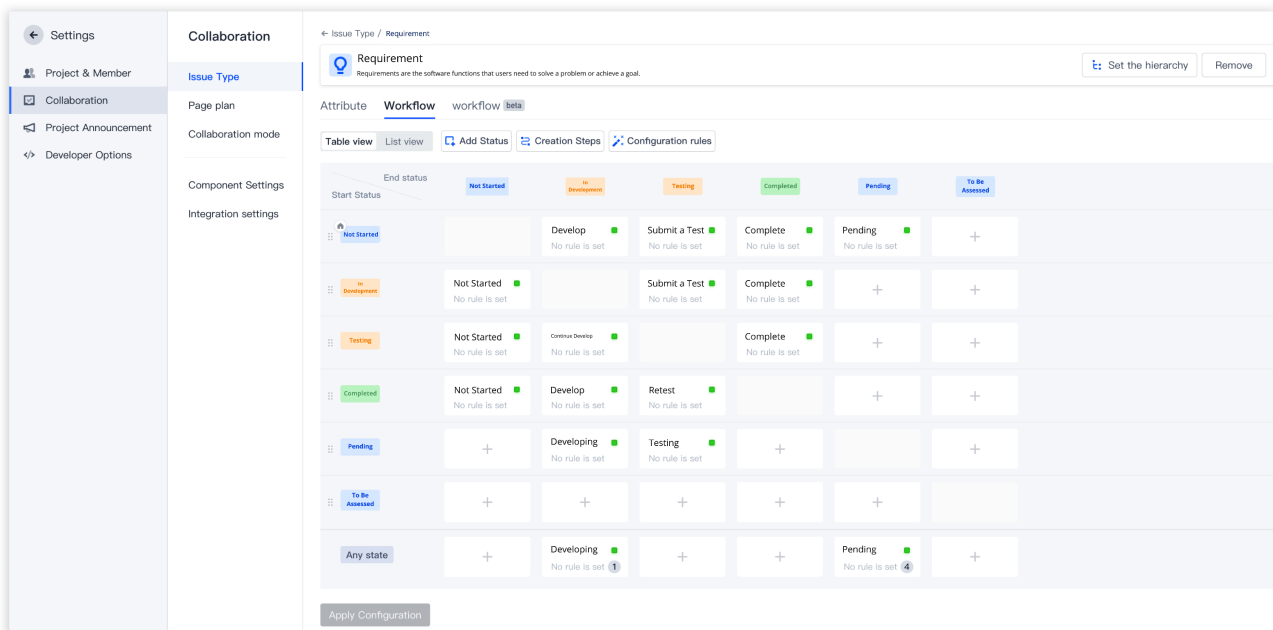 Settings
Project & Member
Collaboration
Project Announcement
Developer Options
Collaboration
Issue Type
Page plan
Collaboration mode
Component Settings
Integration settings
← Issue Type / Requirement
Requirement
Requirements are the software functions that users need to solve a problem or achieve a goal.
Set the hierarchy
Remove
Attribute Workflow workflow beta
Table view List view Add Status Creation Steps Configuration rules
End status
Start Status
Not Started
In
Development
Testing
Completed
Pending
To Be
Assessed
Not Started
Develop Submit a Test Complete Pending
No rule is set No rule is set No rule is set No rule is set
In
Development
Not Started Submit a Test Complete
No rule is set No rule is set No rule is set
Testing
Not Started Continue Develop Complete
No rule is set No rule is set No rule is set
Completed
Not Started Develop Retest
No rule is set No rule is set No rule is set
Pending
Developing Testing
No rule is set No rule is set
To Be
Assessed
Any state
Developing Pending
No rule is set 1 No rule is set 4
Apply Configuration